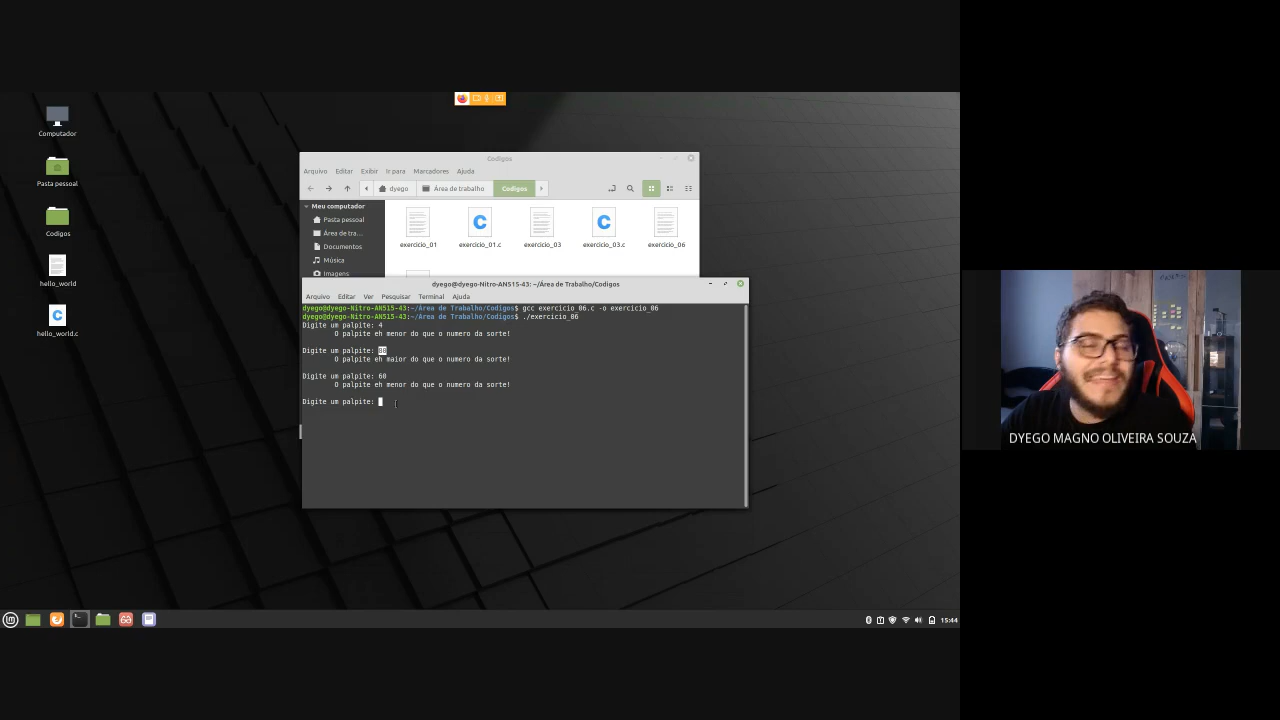 Computador
Pasta pessoal
Codigos
hello_world
hello_world.c
Codigos
Arquivo Editar Exibir Ir para Marcadores Ajuda
dyego Área de trabalho Codigos
Meu computador
Pasta pessoal
Área de tra...
Documentos
Música
Imagens
exercicio_01 exercicio_01.c exercicio_03 exercicio_03.c exercicio_06
dyego@dyego-Nitro-AN515-43: ~/Área de Trabalho/Codigos
Arquivo Editar Ver Pesquisar Terminal Ajuda
dyego@dyego-Nitro-AN515-43:~/Área de Trabalho/Codigos$ gcc exercicio_06.c -o exercicio_06
dyego@dyego-Nitro-AN515-43:~/Área de Trabalho/Codigos$ ./exercicio_06
Digite um palpite: 4
O palpite eh menor do que o numero da sorte!
Digite um palpite: 80
O palpite eh maior do que o numero da sorte!
Digite um palpite: 60
O palpite eh menor do que o numero da sorte!
Digite um palpite:
15:44
DYEGO MAGNO OLIVEIRA SOUZA